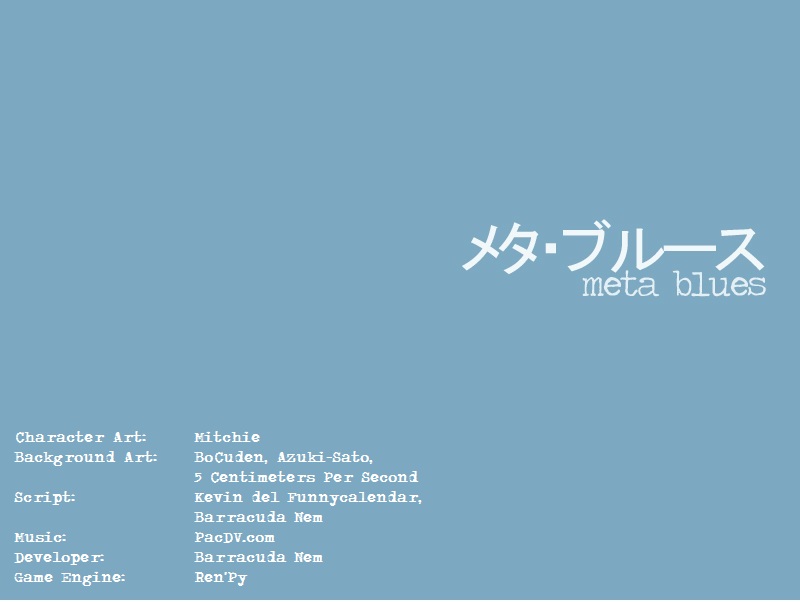 メタ・ブルース
meta blues
Character Art: Mitchie
Background Art: BoCuden, Azuki-Sato,
5 Centimeters Per Second
Script: Kevin del Funnycalendar,
Barracuda Nem
Music: PacDV.com
Developer: Barracuda Nem
Game Engine: Ren'Py